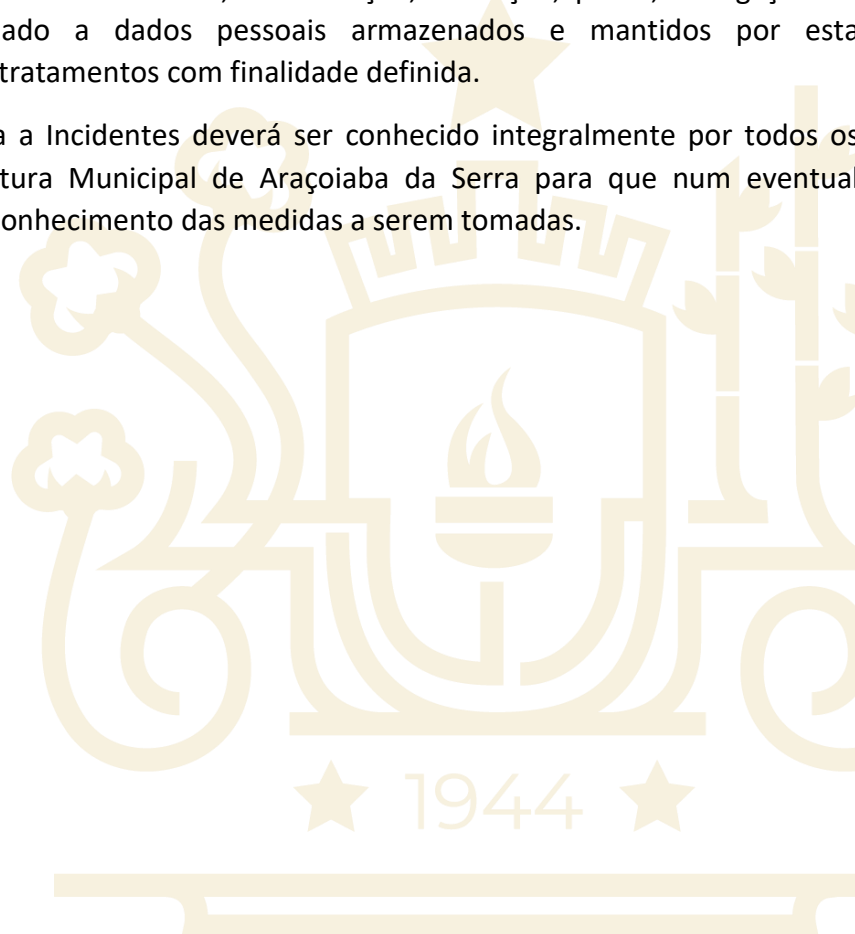 ado a dados pessoais armazenados e mantidos por esta
tratamentos com finalidade definida.
a a Incidentes deverá ser conhecido integralmente por todos os
tura Municipal de Araçoiaba da Serra para que num eventual
onhecimento das medidas a serem tomadas.
1944